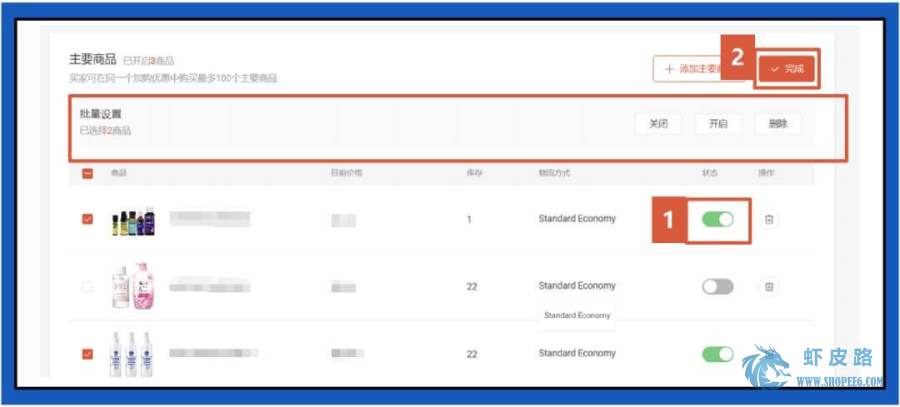 主要商品 已开启3商品
买家可在同一个加购优惠中购买最多100个主要商品
+ 添加主要
2
✓ 完成
批量设置
已选择2商品
关闭 开启 删除
商品 目前价格 库存 物流方式 状态 操作
1 Standard Economy
1
22 Standard Economy
Standard Economy
22 Standard Economy
虾皮路
WWW.SHOPEE6.COM